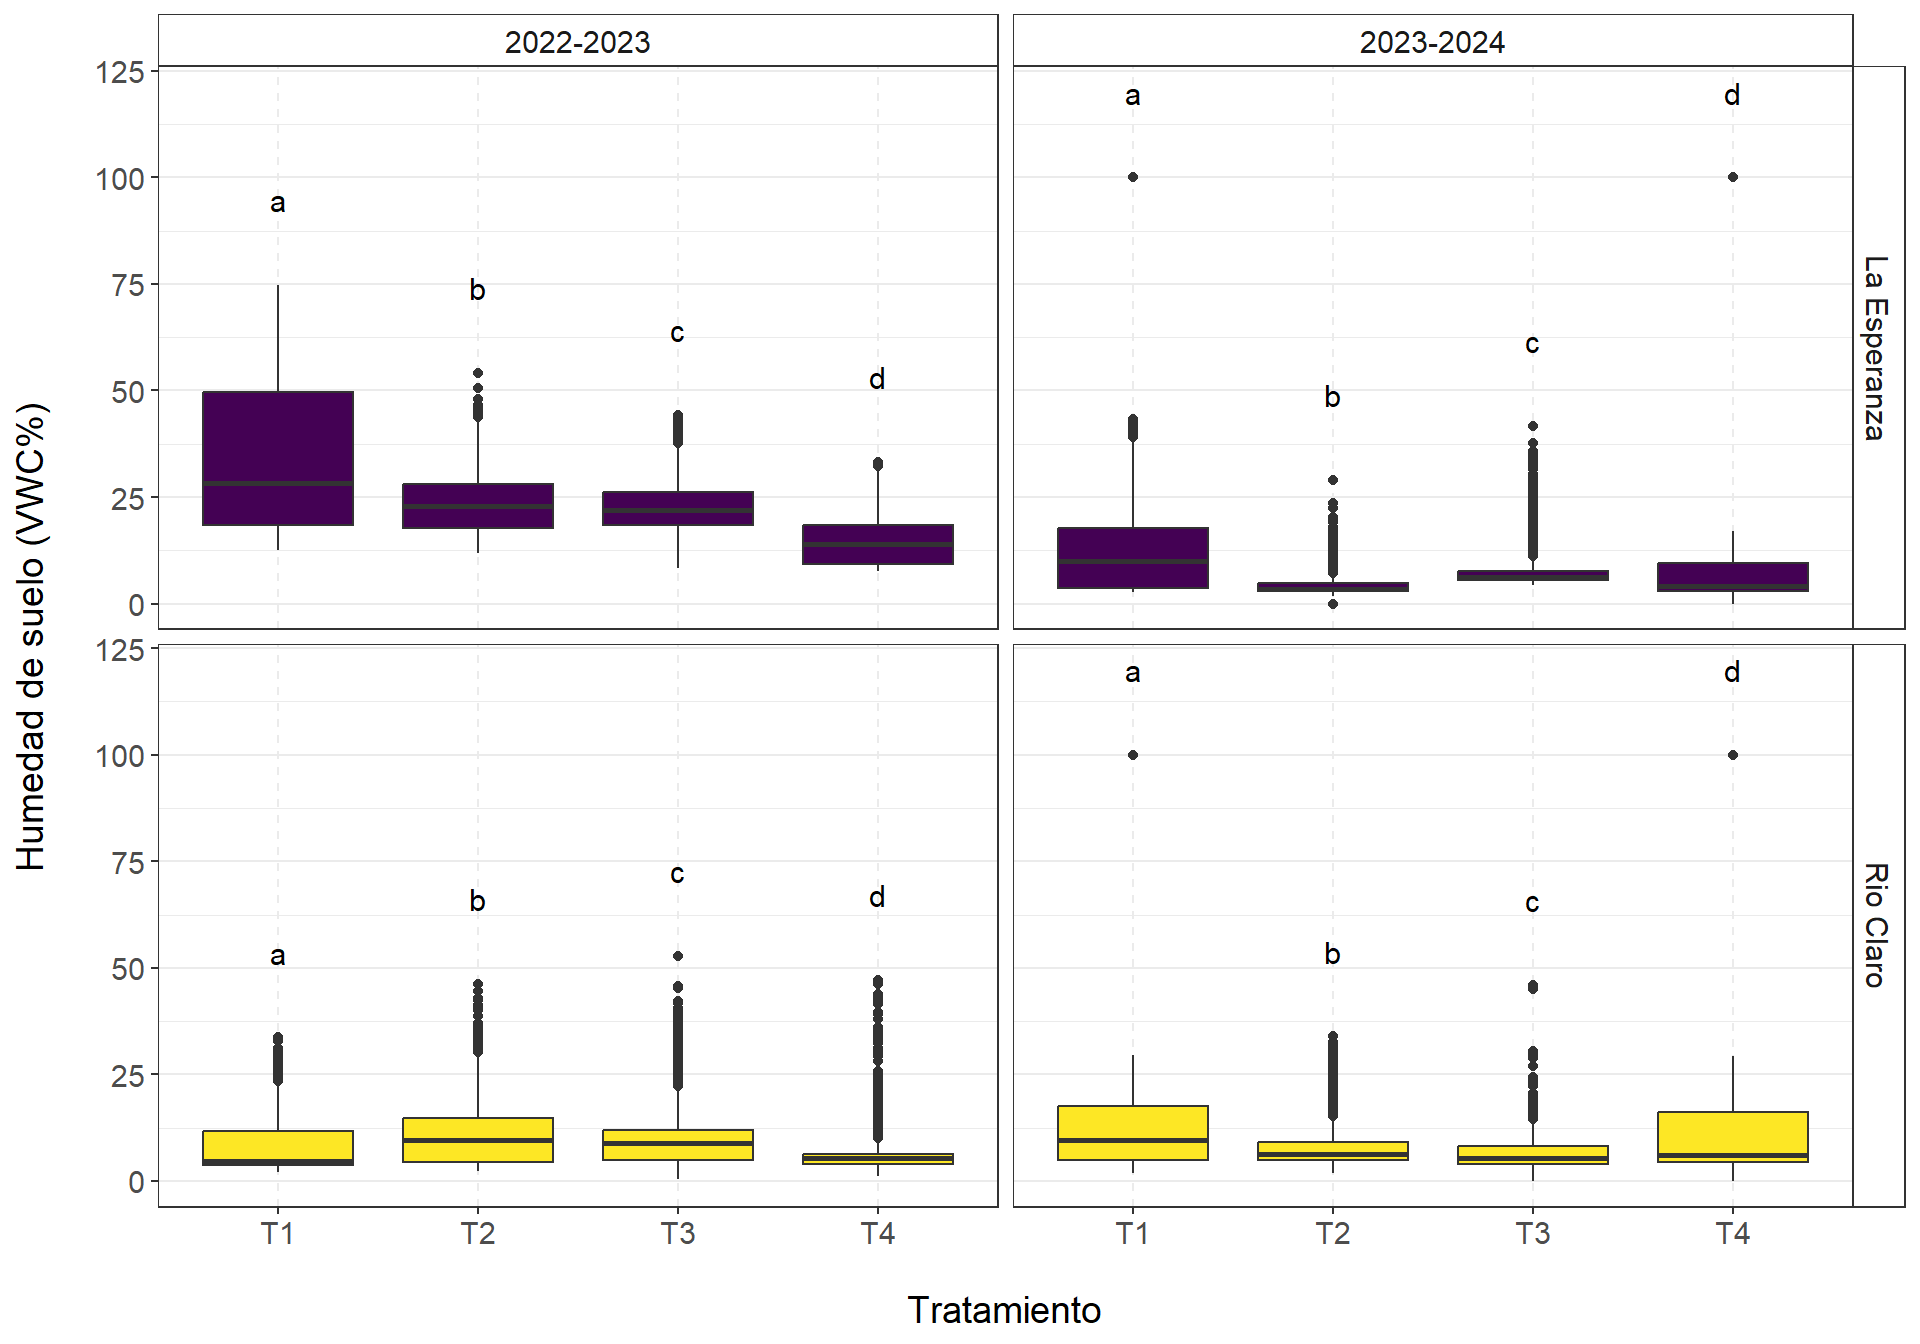 2022-2023
2023-2024
Humedad de suelo (VWC%)
125
100
75
50
25
0
a
b
c
d
a
b
c
d
La Esperanza
125
100
75
50
25
0
a
b
c
d
a
b
c
d
Rio Claro
T1 T2 T3 T4
T1 T2 T3 T4
Tratamiento